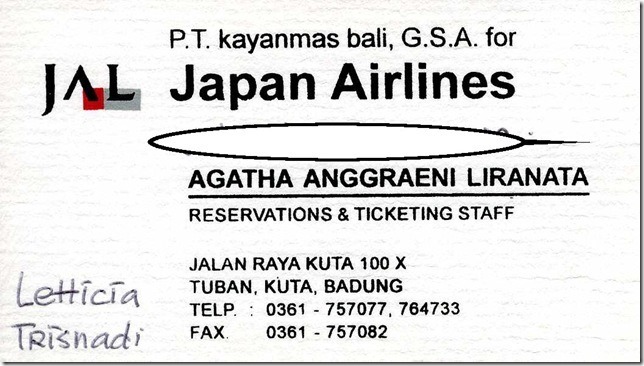 P.T. kayanmas bali, G.S.A. for
JAL Japan Airlines
AGATHA ANGGRAENI LIRANATA
RESERVATIONS & TICKETING STAFF
JALAN RAYA KUTA 100 X
TUBAN, KUTA, BADUNG
TELP. : 0361 - 757077, 764733
FAX. 0361 - 757082
Letticia
Trisnadi